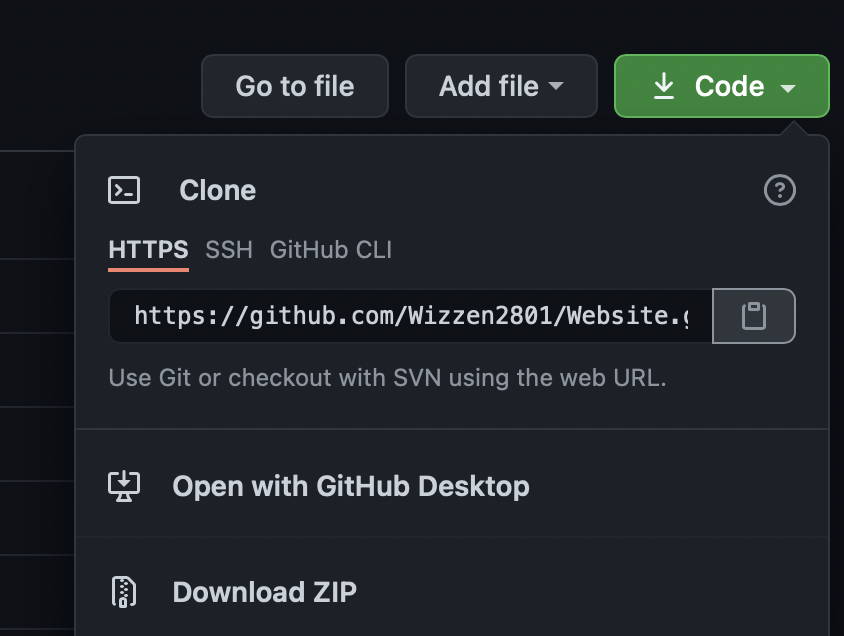 Go to file
Add file
Code
Clone
HTTPS SSH GitHub CLI
https://github.com/Wizzen2801/Website.g
Use Git or checkout with SVN using the web URL.
Open with GitHub Desktop
Download ZIP